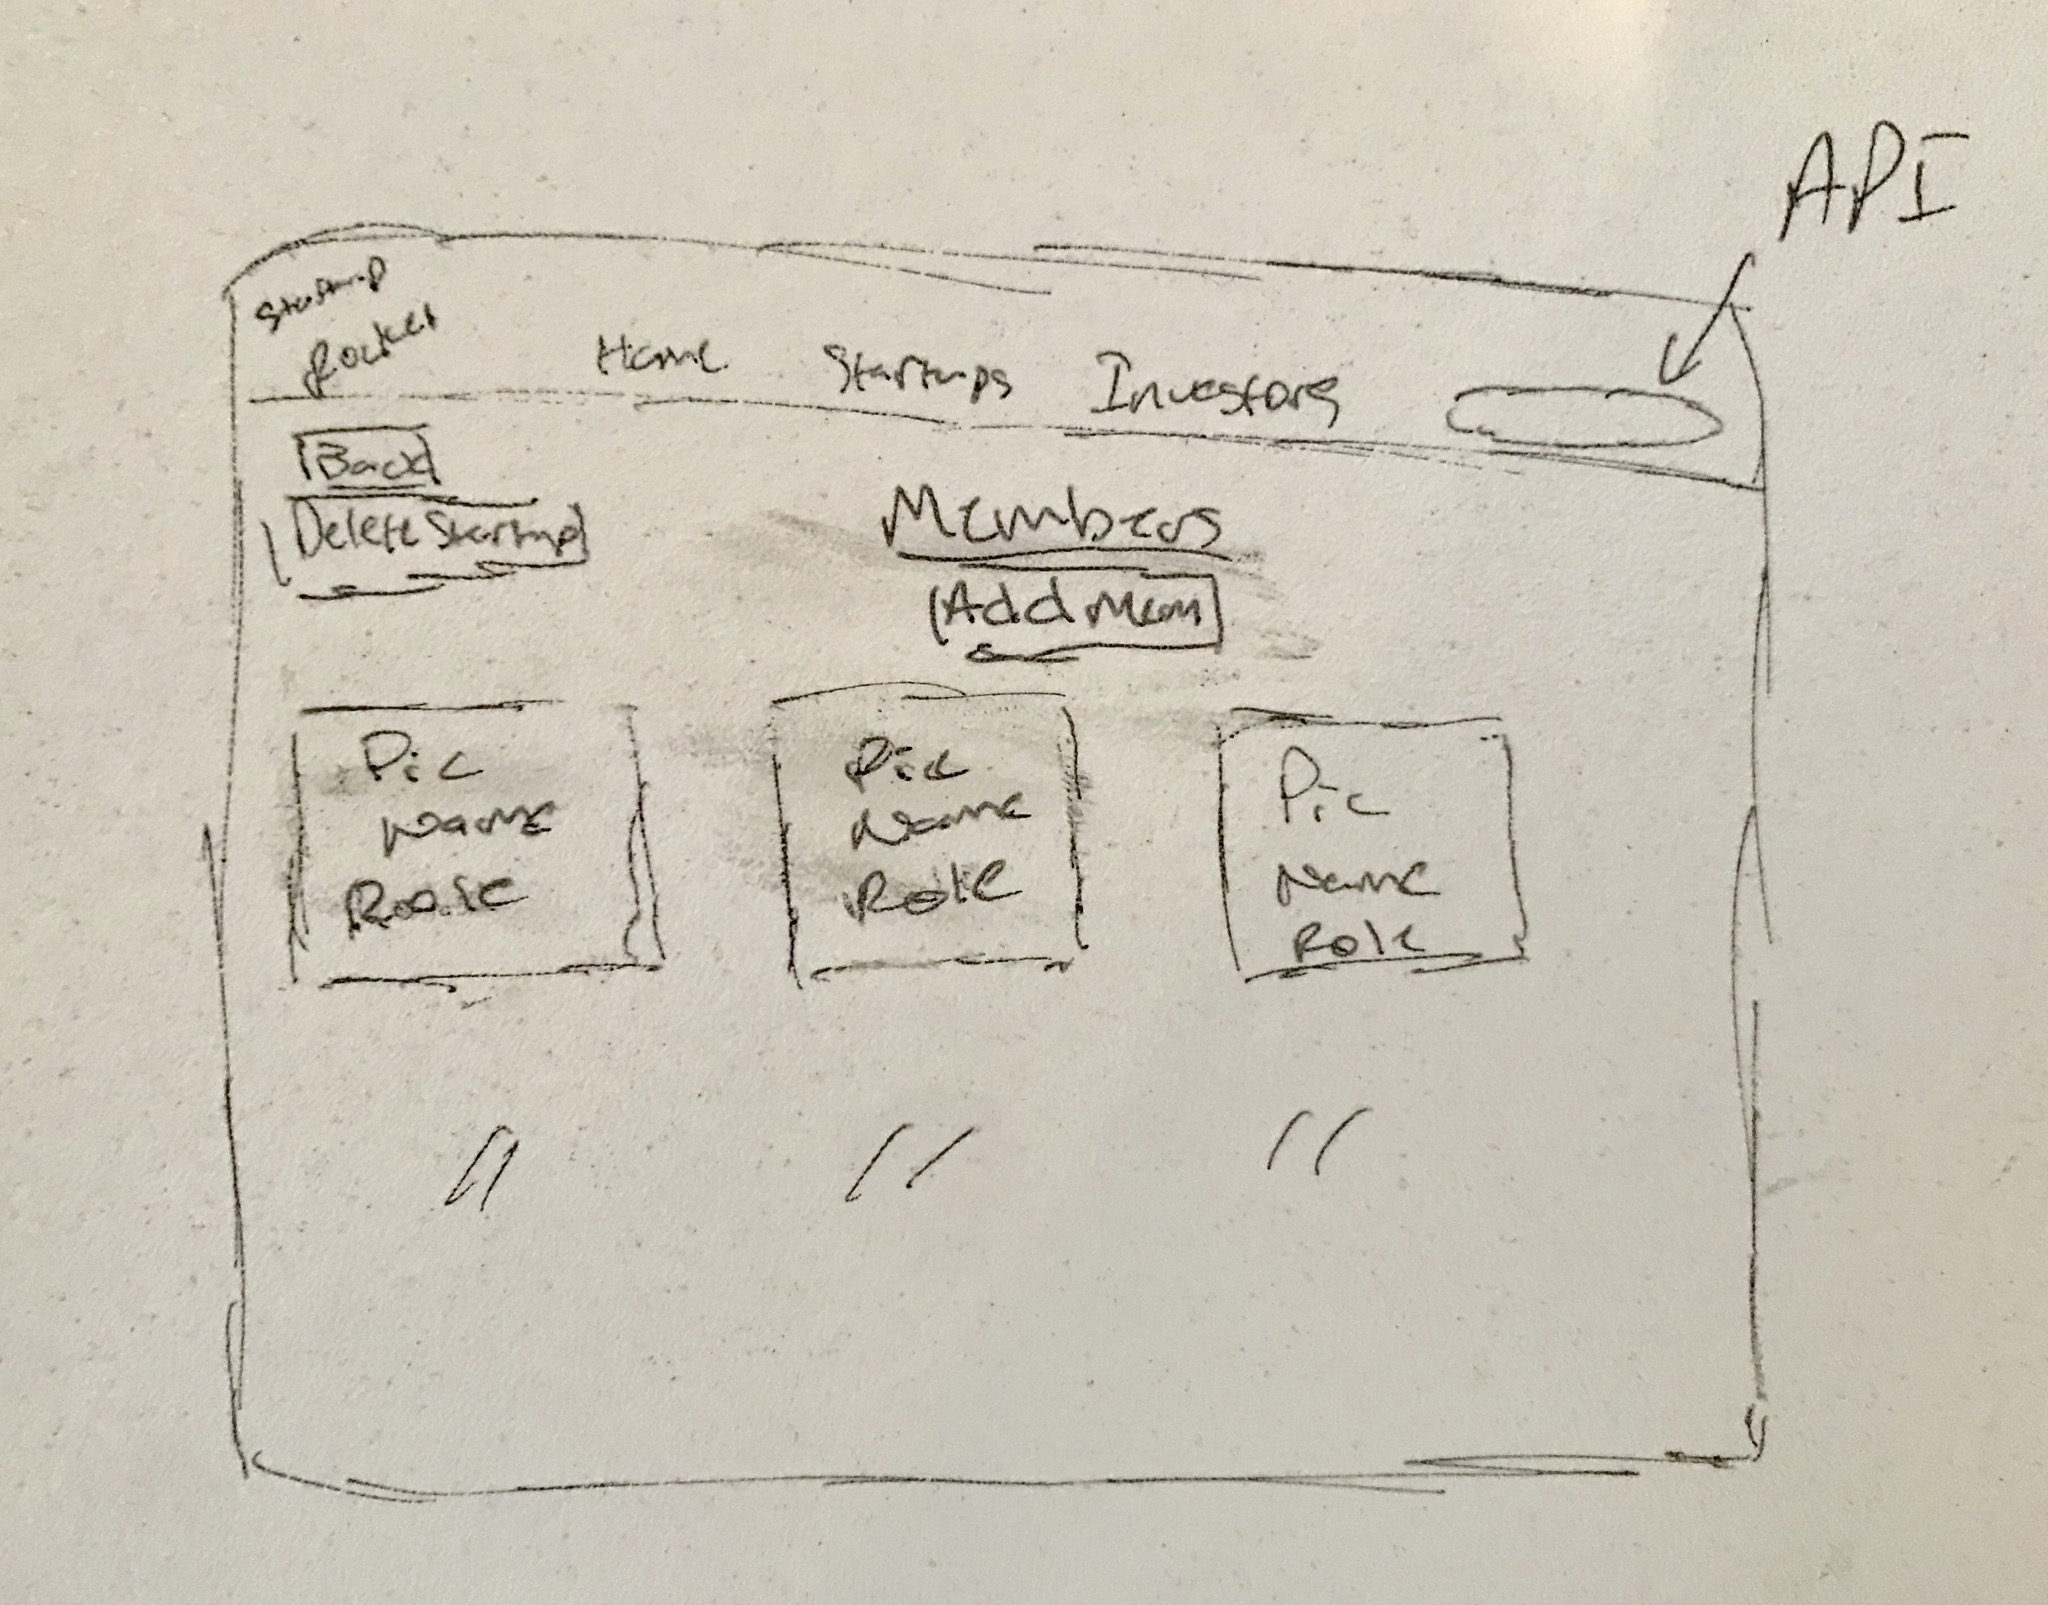 API
Startup
Rocket
Home Startups Investors
Back
Delete Startup
Members
Add Mem
Pic Pic Pic
Name Name Name
Role Role Role